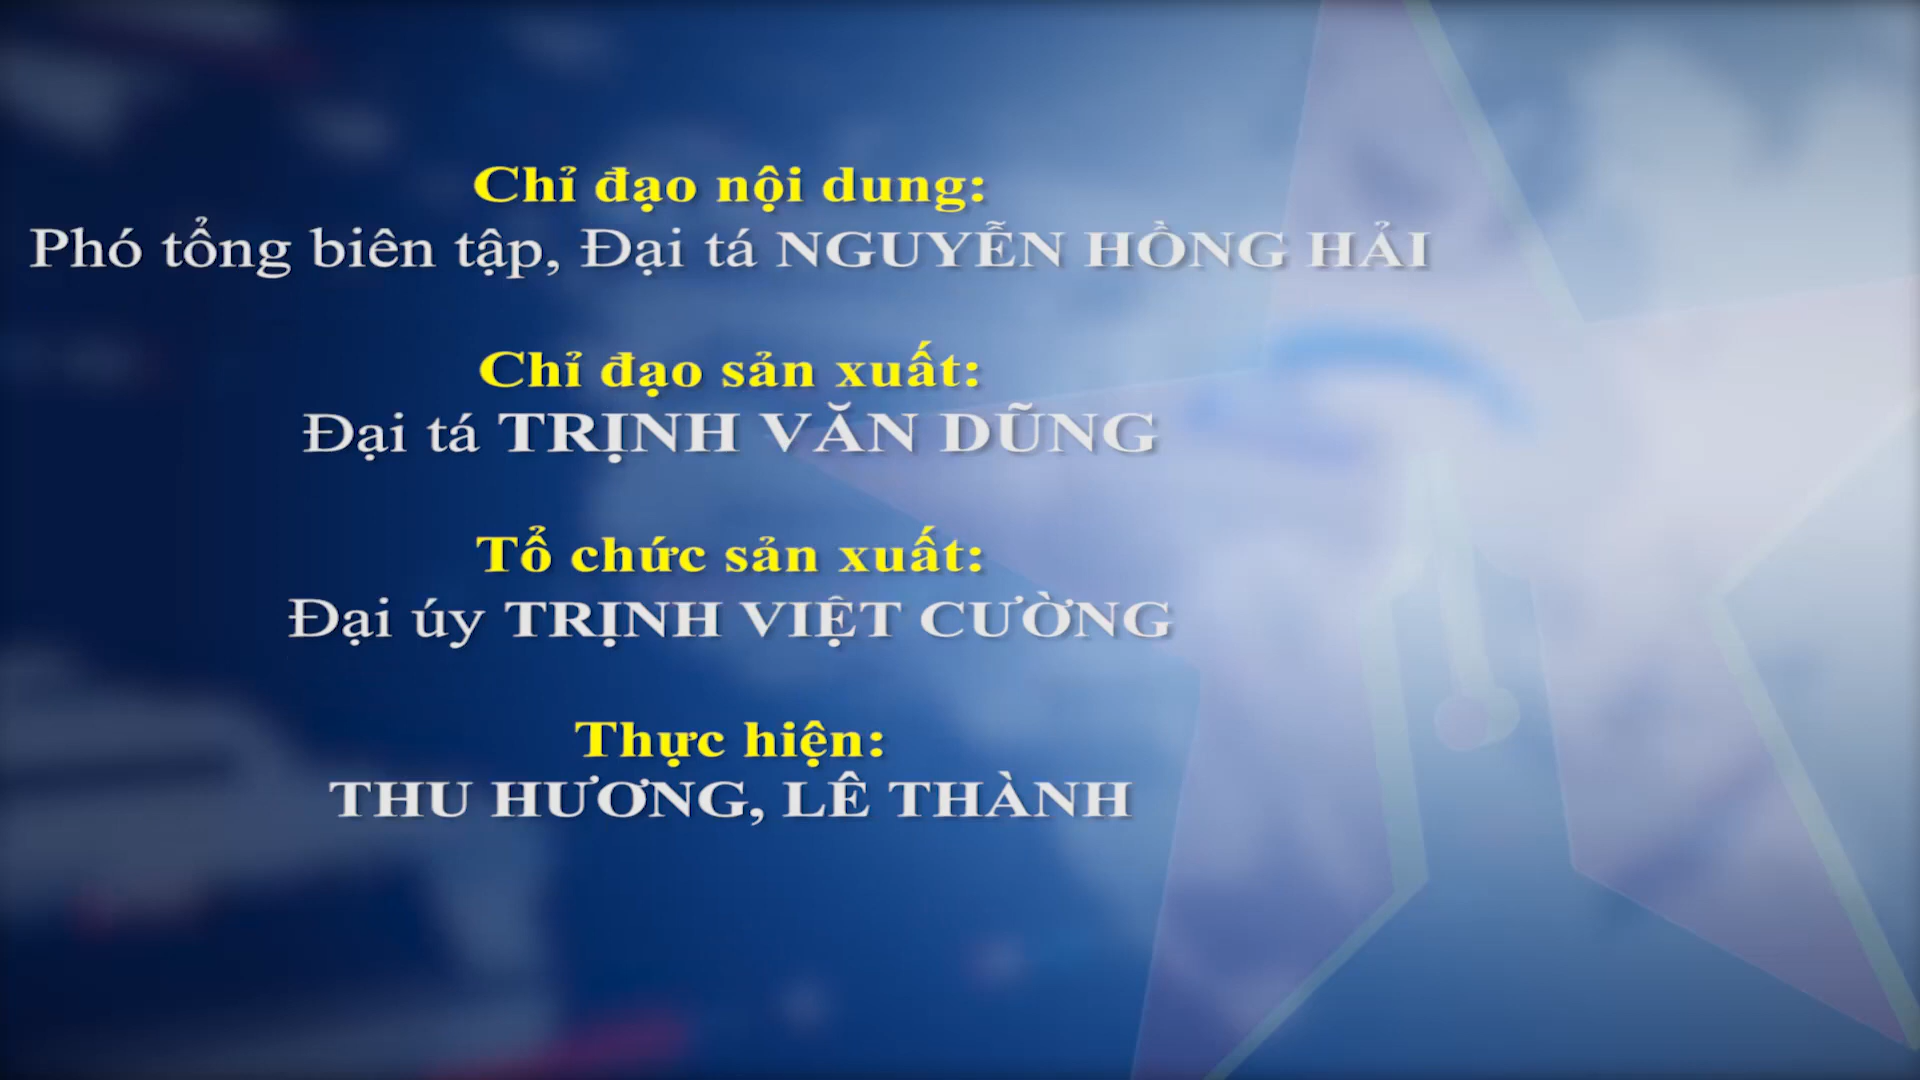 Chỉ đạo nội dung:
Phó tổng biên tập, Đại tá NGUYỄN HỒNG HẢI
Chỉ đạo sản xuất:
Đại tá TRỊNH VĂN DŨNG
Tổ chức sản xuất:
Đại úy TRỊNH VIỆT CƯỜNG
Thực hiện:
THU HƯƠNG, LÊ THÀNH